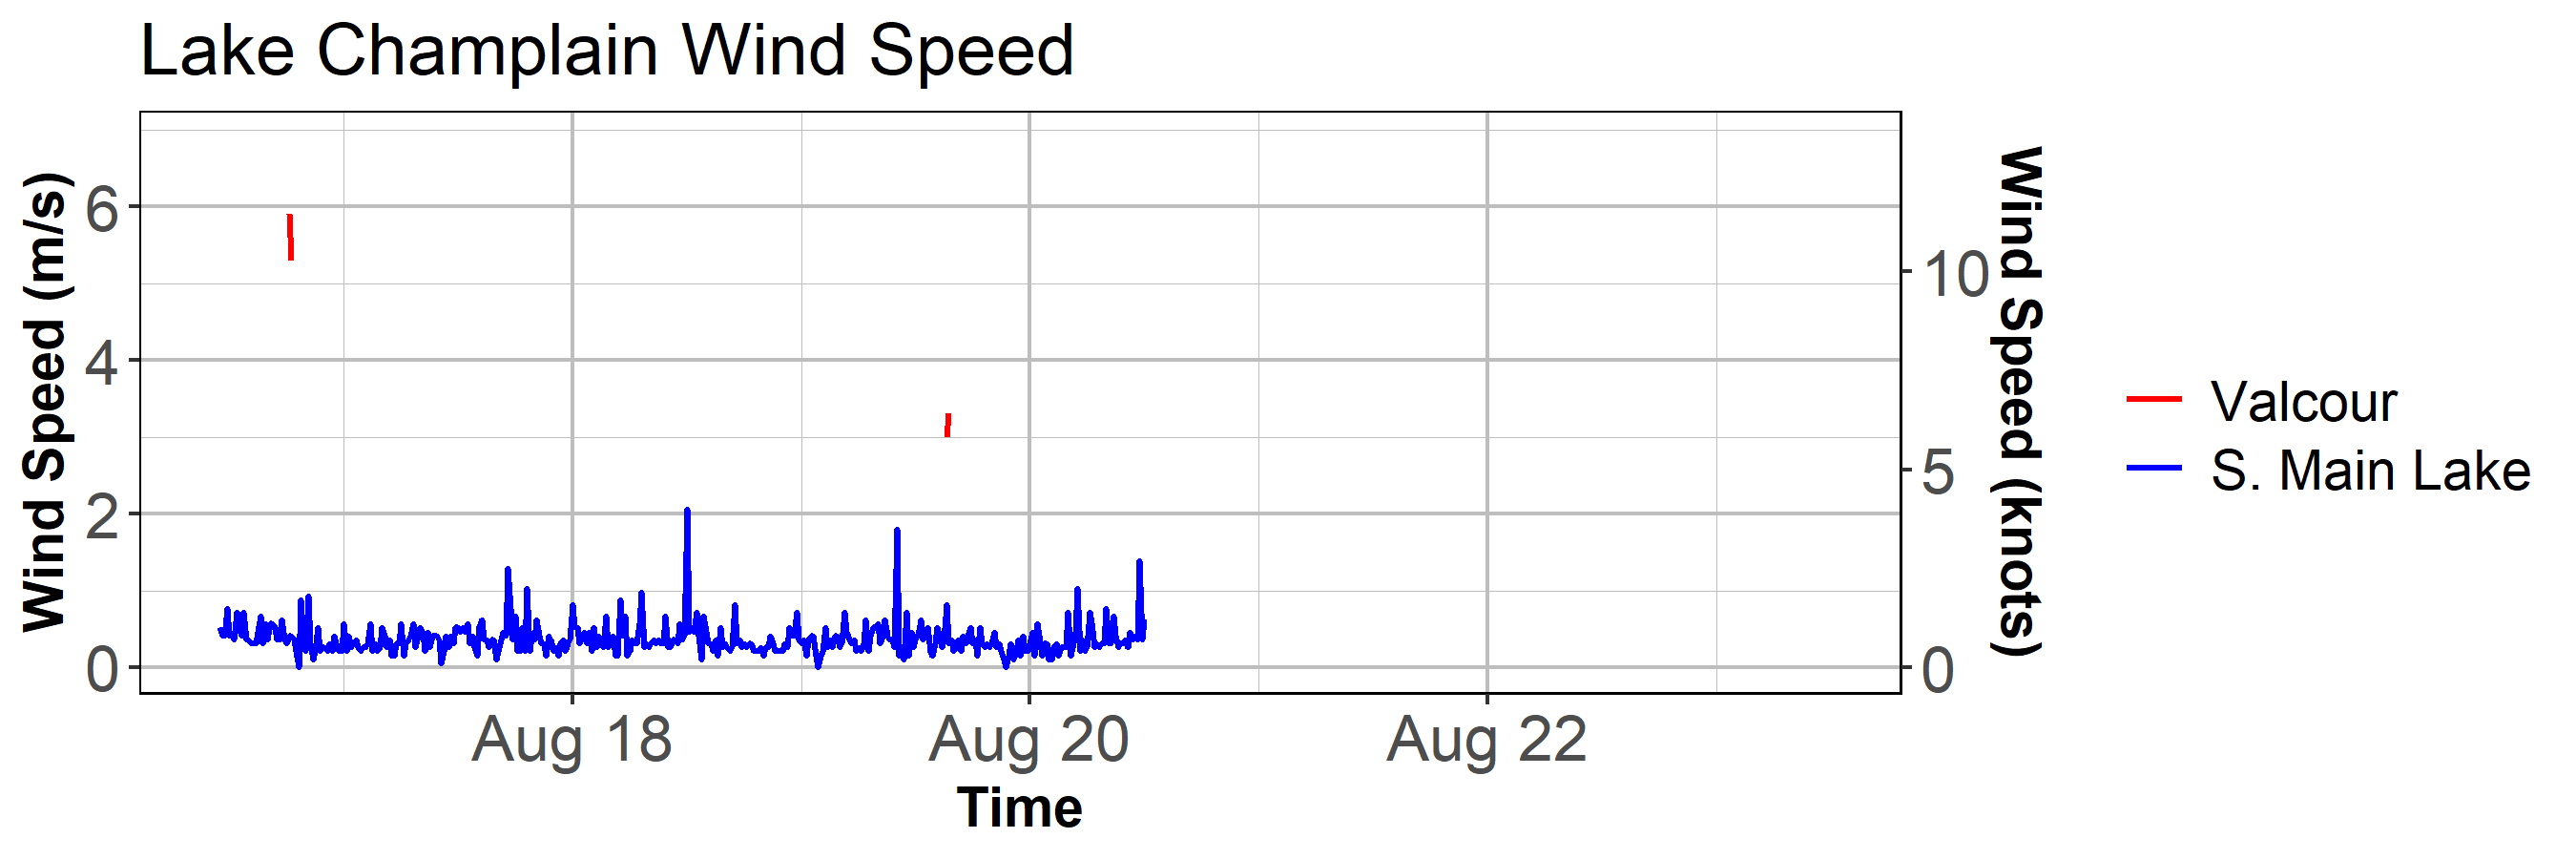 Lake Champlain Wind Speed
Wind Speed (m/s)
6
4
2
0
10
5
0
Wind Speed (knots)
Valcour
S. Main Lake
Aug 18
Aug 20
Aug 22
Time